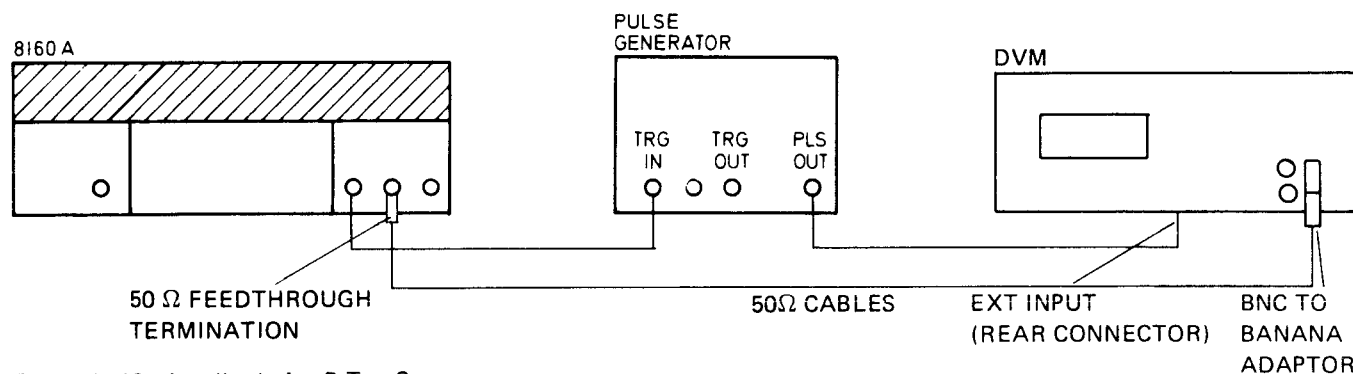 8160 A
PULSE
GENERATOR
DVM
TRG
IN
TRG
OUT
PLS
OUT
50 Ω FEEDTHROUGH
TERMINATION
50Ω CABLES
EXT INPUT
(REAR CONNECTOR)
BNC TO
BANANA
ADAPTOR